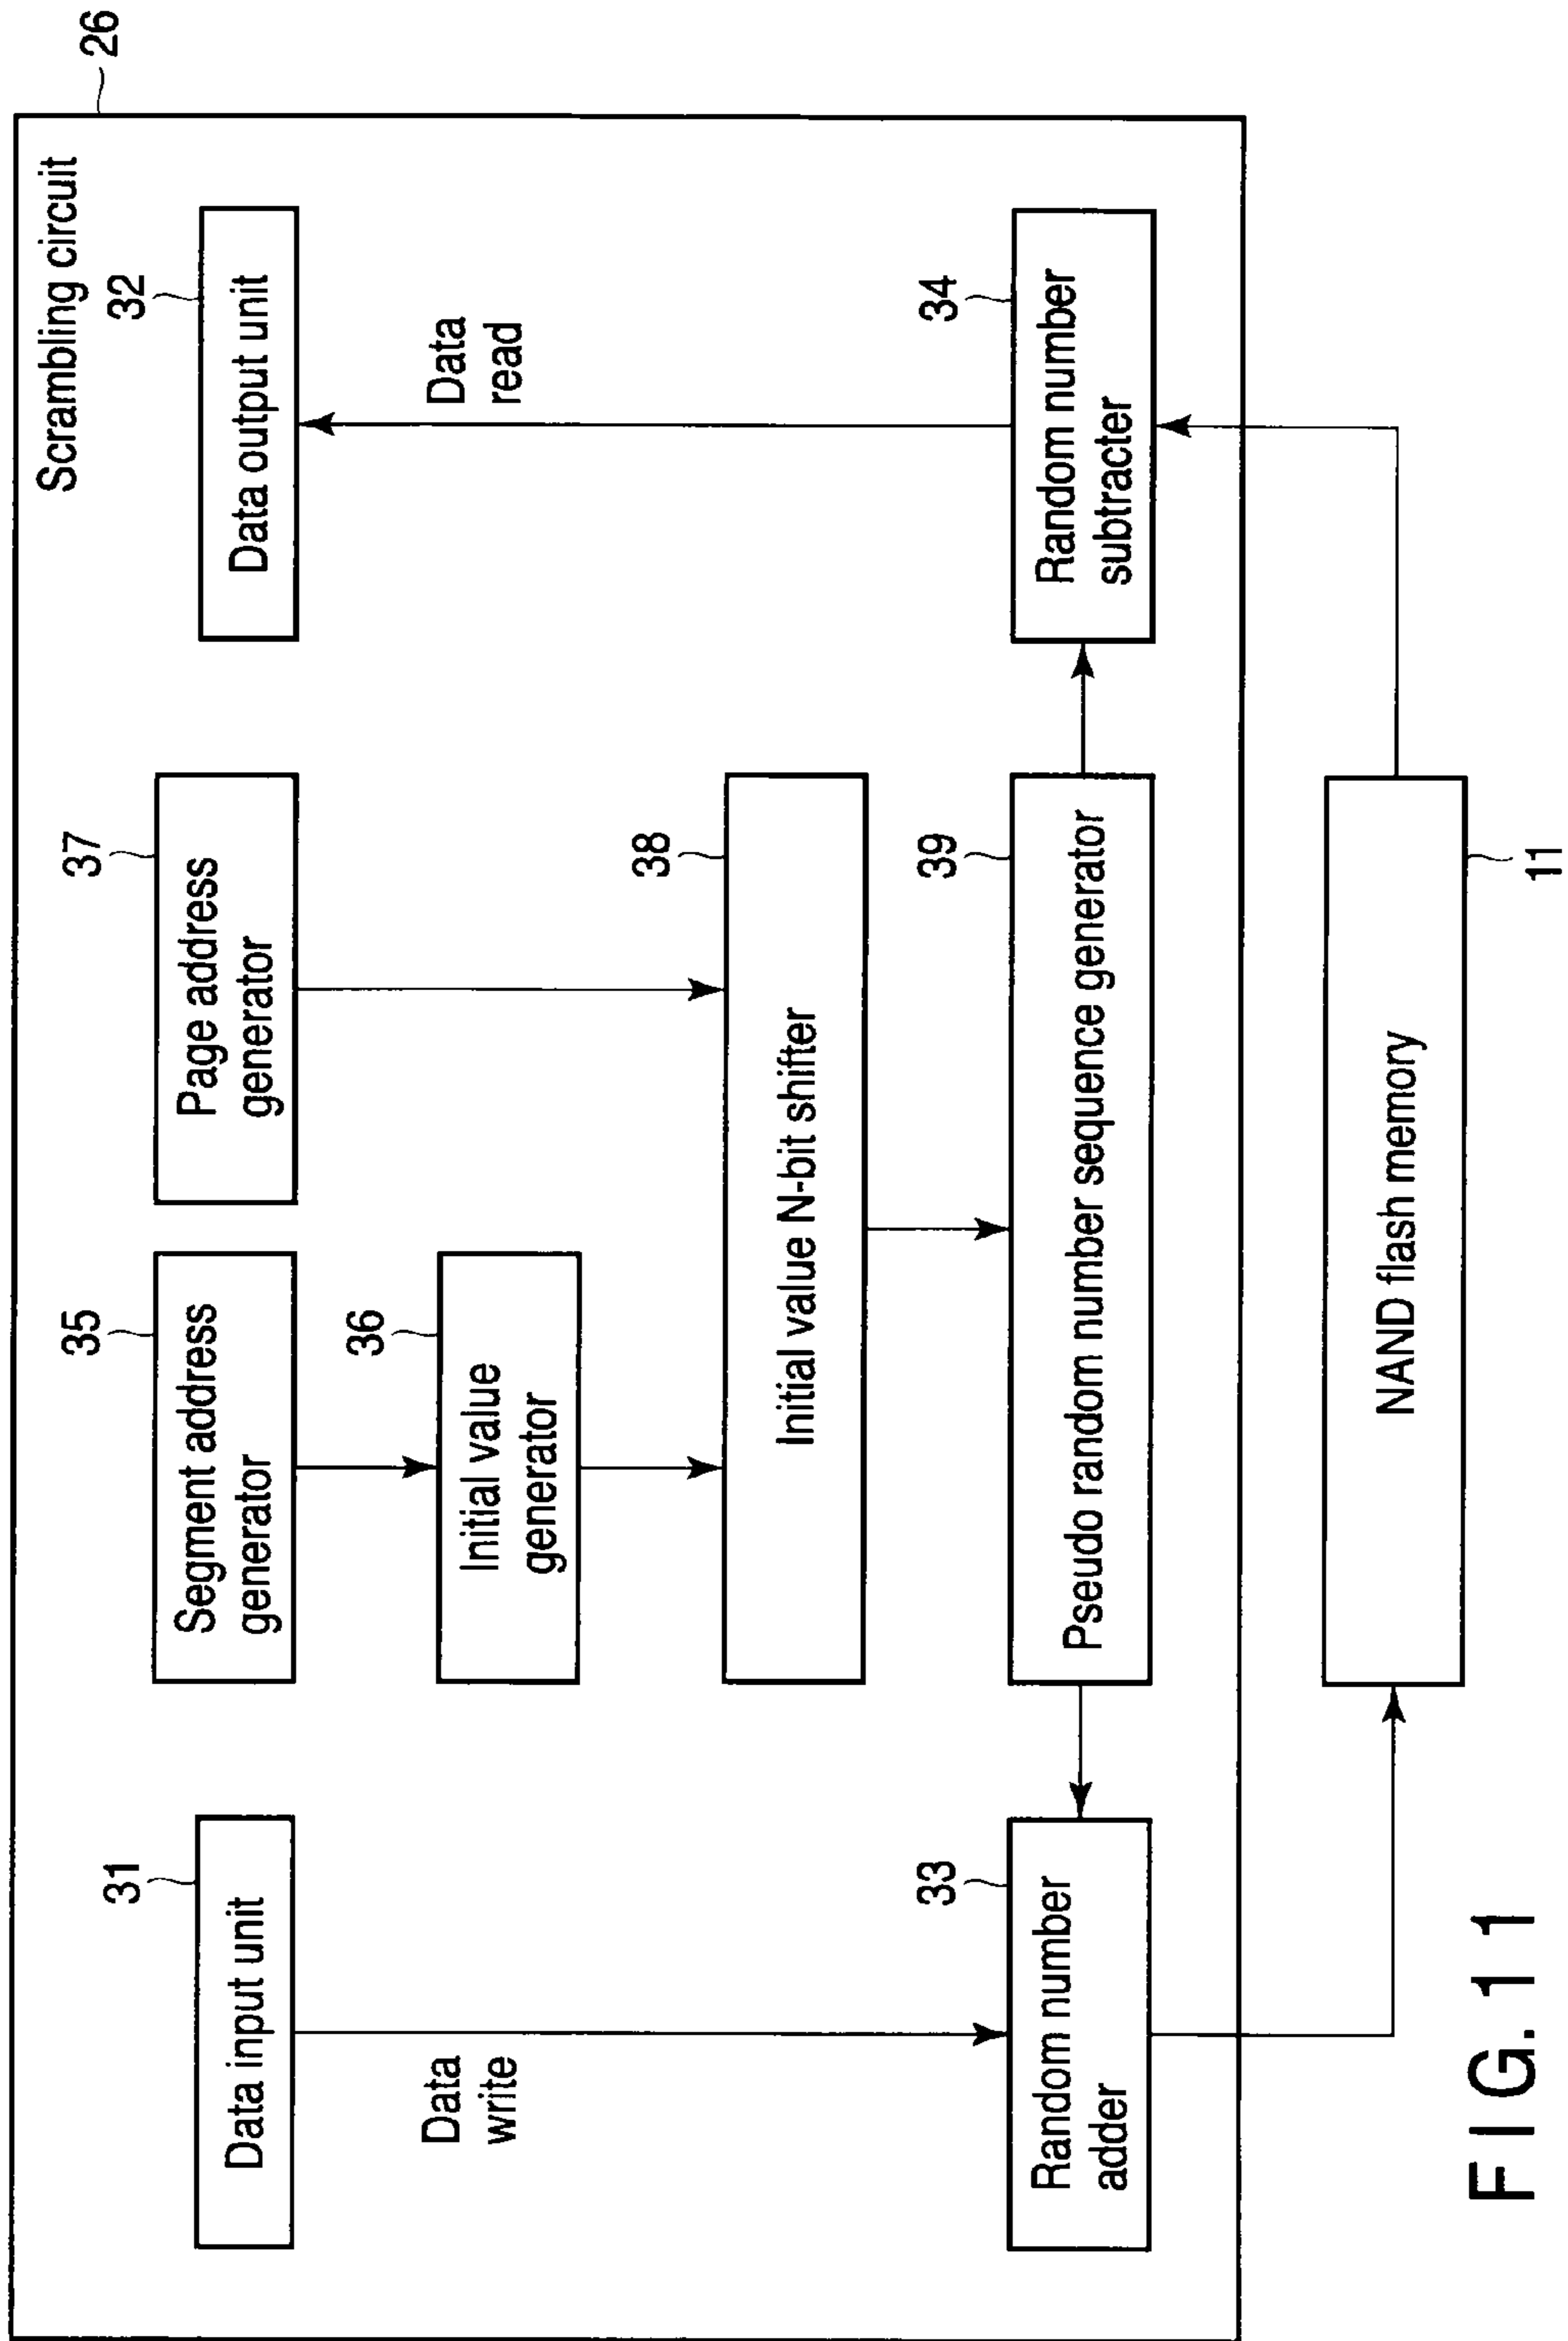 Scrambling circuit
26
31
Data input unit
35
Segment address
generator
37
Page address
generator
32
Data output unit
36
Initial value
generator
Data
write
Data
read
38
Initial value N-bit shifter
33
Random number
adder
39
Pseudo random number sequence generator
34
Random number
subtracter
NAND flash memory
11
FIG. 11